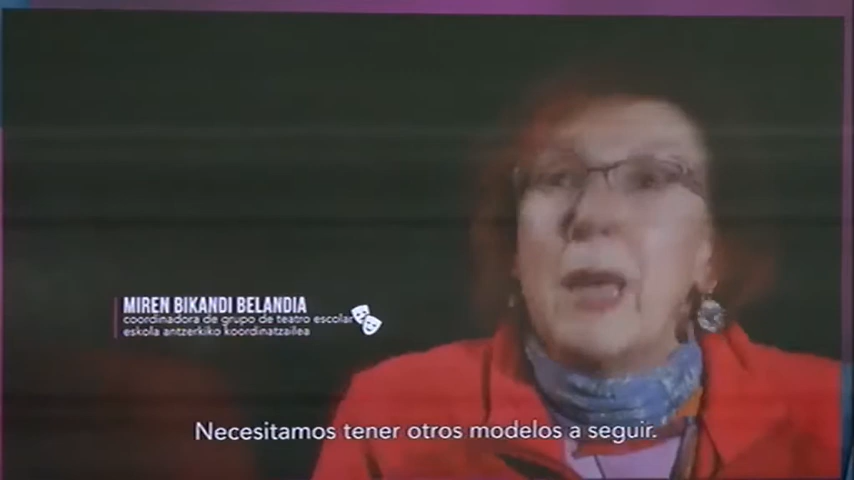 MIREN BIKANDI BELANDIA
coordinadora de grupo de teatro escolar
eskola antzerkiko koordinatzailea
Necesitamos tener otros modelos a seguir.